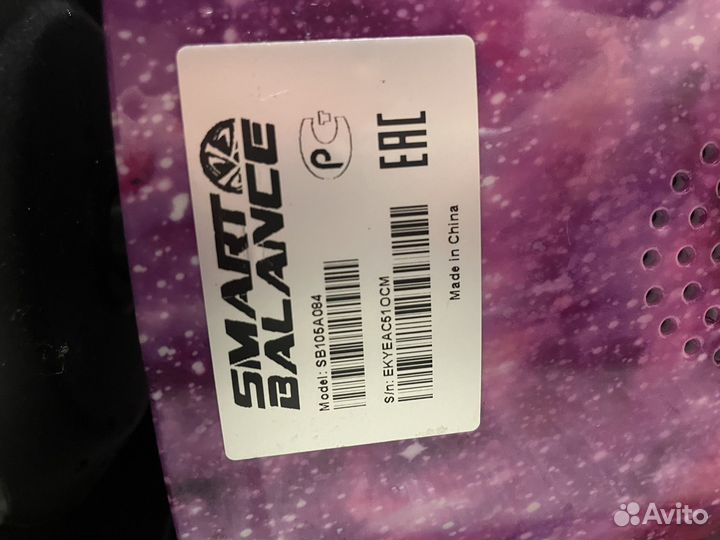 SMART
BALANCE
Model: SB105A084
S/n: EKYEAC51OCM
Made in China
PCT
EAC
Avito